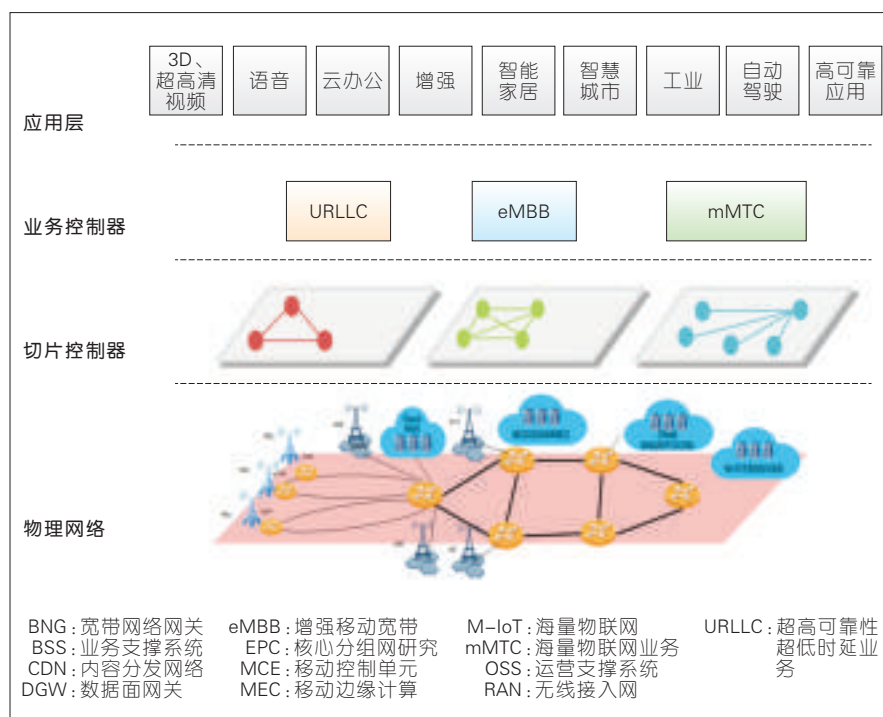 3D、
超高清
视频
语音
云办公
增强
智能
家居
智慧
城市
工业
自动
驾驶
高可靠
应用
应用层
业务控制器
URLLC
eMBB
mMTC
切片控制器
物理网络
BNG：宽带网络网关
BSS：业务支撑系统
CDN：内容分发网络
DGW：数据面网关
eMBB：增强移动宽带
EPC：核心分组网研究
MCE：移动控制单元
MEC：移动边缘计算
M-IoT：海量物联网
mMTC：海量物联网业务
OSS：运营支撑系统
RAN：无线接入网
URLLC：超高可靠性
超低时延业
务